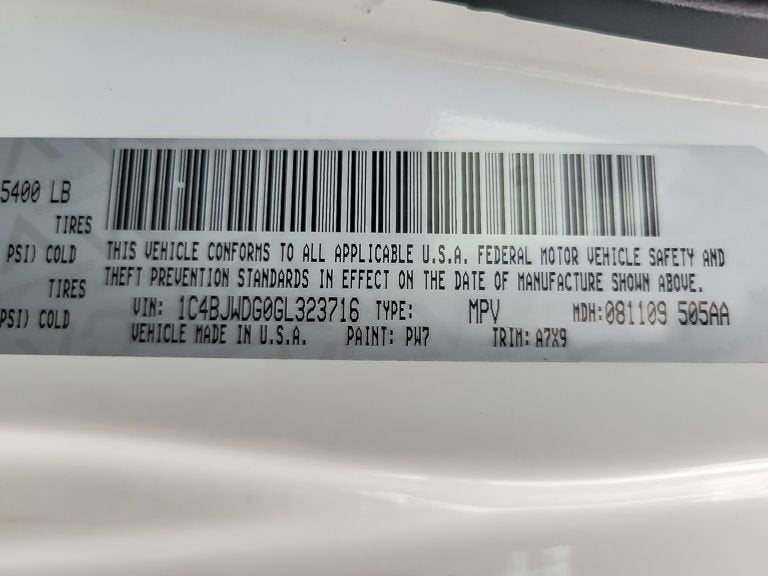 5400 LB
TIRES
PSI) COLD
THIS VEHICLE CONFORMS TO ALL APPLICABLE U.S.A. FEDERAL MOTOR VEHICLE SAFETY AND
TIRES
THEFT PREVENTION STANDARDS IN EFFECT ON THE DATE OF MANUFACTURE SHOWN ABOVE.
PSI) COLD
VIN: 1C4BJWDG0GL323716 TYPE: MPV MDH:081109 505AA
VEHICLE MADE IN U.S.A. PAINT: PW7 TRIM: A7X9